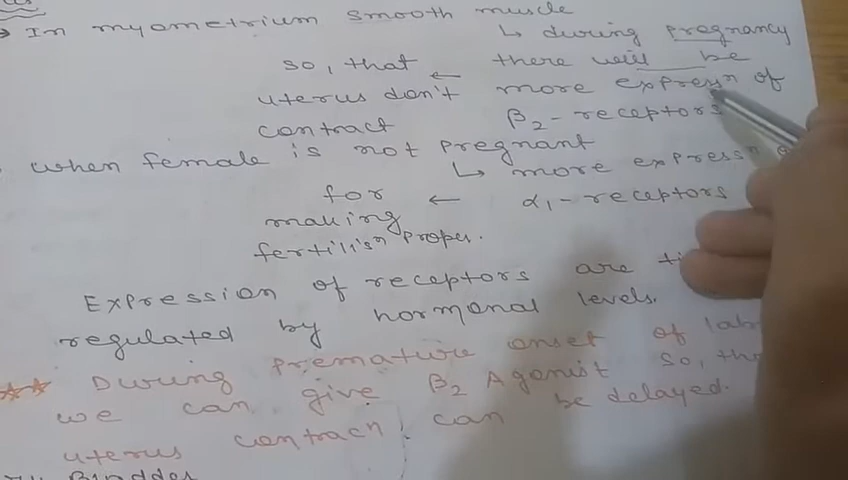 → In myometrium smooth muscle
↳ during pregnancy
so, that ← there will be
uterus don't more expressⁿ of
contract β2-receptors
when female is not pregnant
↳ more expressⁿ
for ← α1-receptors
making
fertilisⁿ proper.
Expression of receptors are
regulated by hormonal levels.
** During premature onset of
we can give β2 Agonist so,
uterus contracⁿ can be delayed.